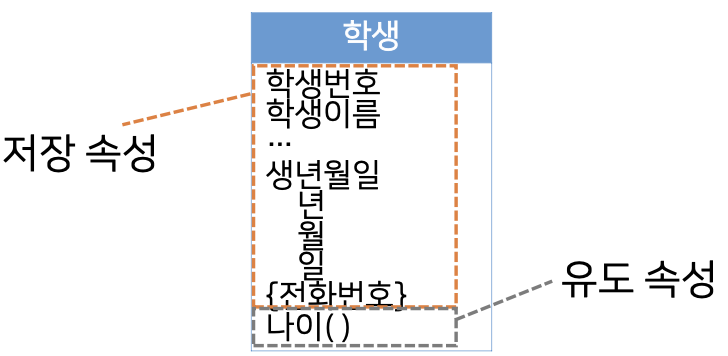 학생
학생번호
학생이름
...
생년월일
년
월
일
{전화번호}
나이( )
저장 속성
유도 속성